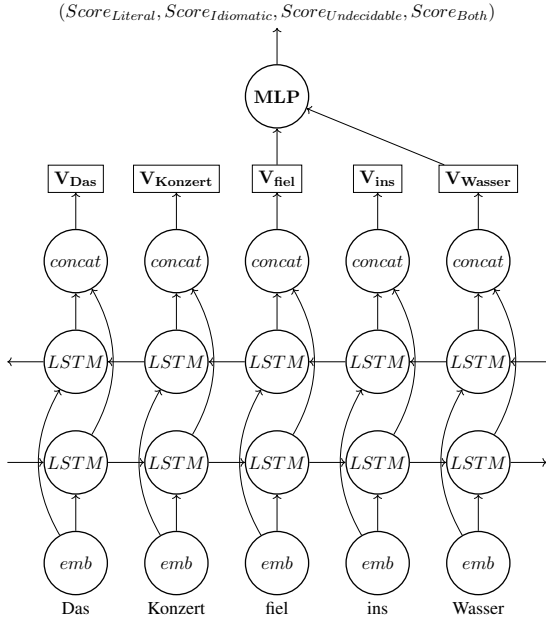 (Score_Literal, Score_Idiomatic, Score_Undecidable, Score_Both)
MLP
V_Das V_Konzert V_fiel V_ins V_Wasser
concat concat concat concat concat
LSTM LSTM LSTM LSTM LSTM
LSTM LSTM LSTM LSTM LSTM
emb emb emb emb emb
Das Konzert fiel ins Wasser